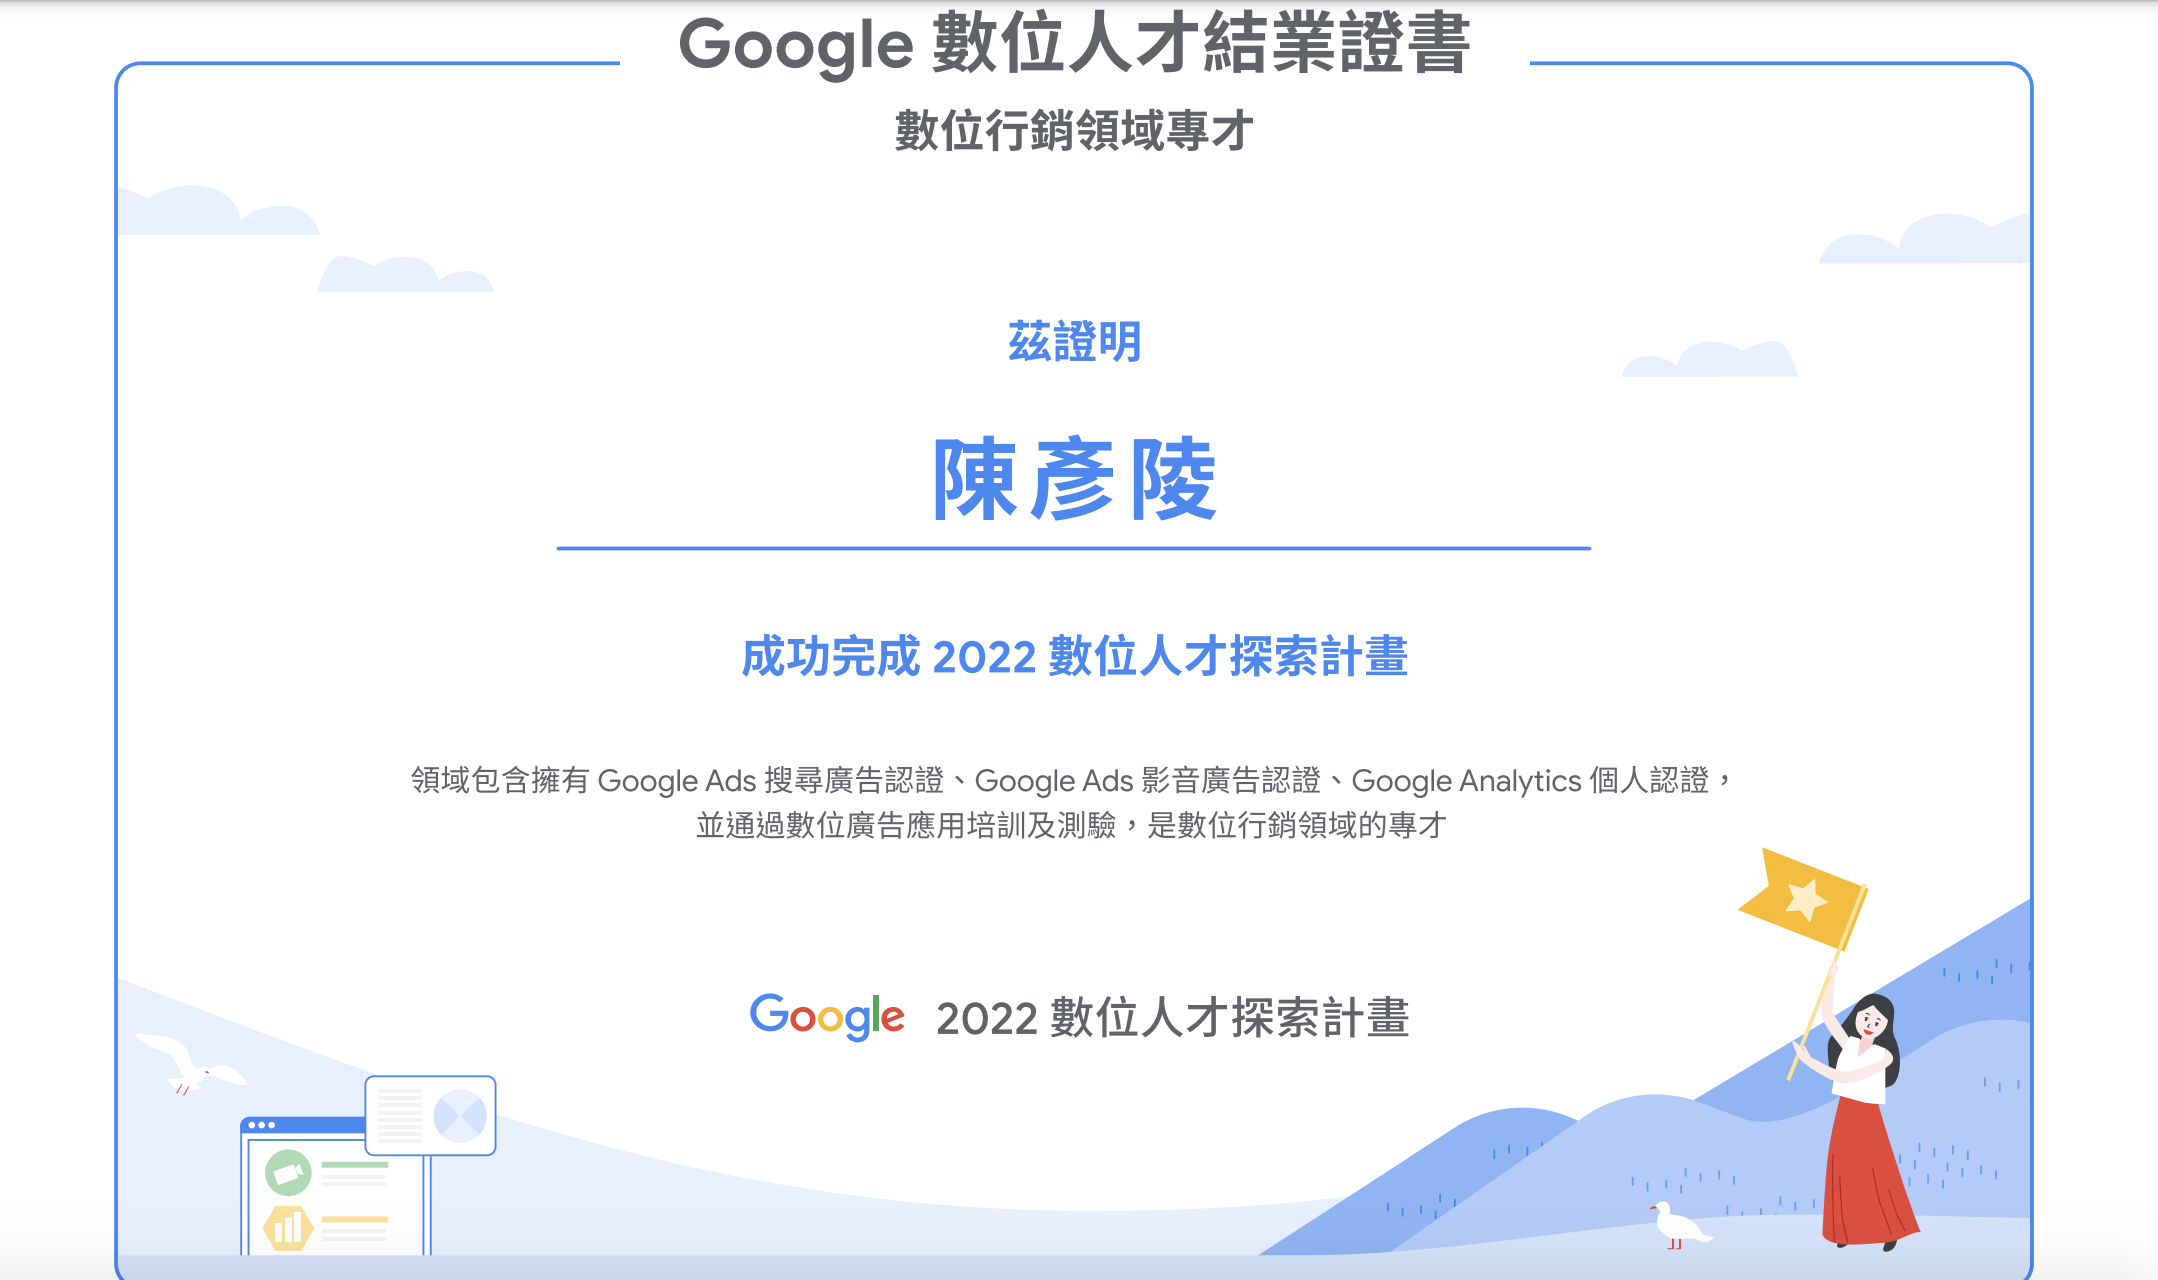 Google 數位人才結業證書
數位行銷領域專才
茲證明
陳彥陵
成功完成 2022 數位人才探索計畫
領域包含擁有 Google Ads 搜尋廣告認證、Google Ads 影音廣告認證、Google Analytics 個人認證，
並通過數位廣告應用培訓及測驗，是數位行銷領域的專才
Google 2022 數位人才探索計畫